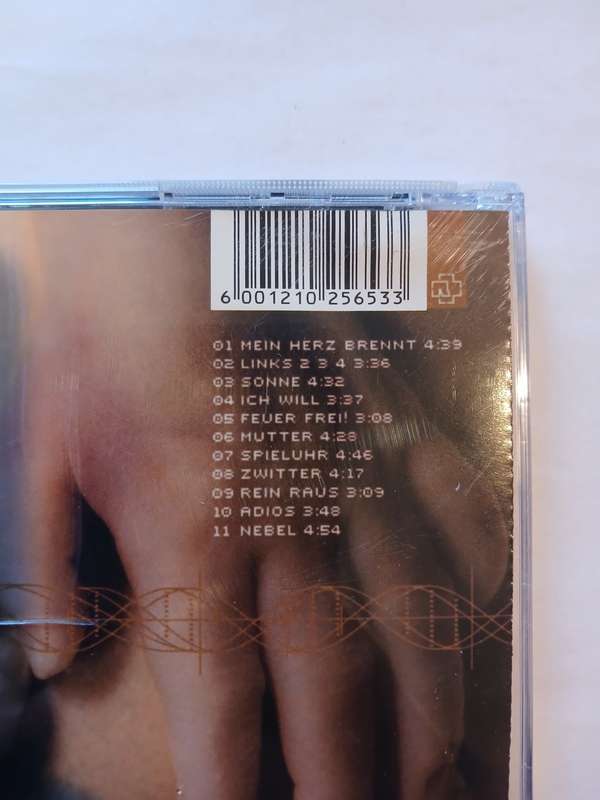 6 001210 256533
01 MEIN HERZ BRENNT 4:39
02 LINKS 2 3 4 3:36
03 SONNE 4:32
04 ICH WILL 3:37
05 FEUER FREI! 3:08
06 MUTTER 4:28
07 SPIELUHR 4:46
08 ZWITTER 4:17
09 REIN RAUS 3:09
10 ADIOS 3:48
11 NEBEL 4:54